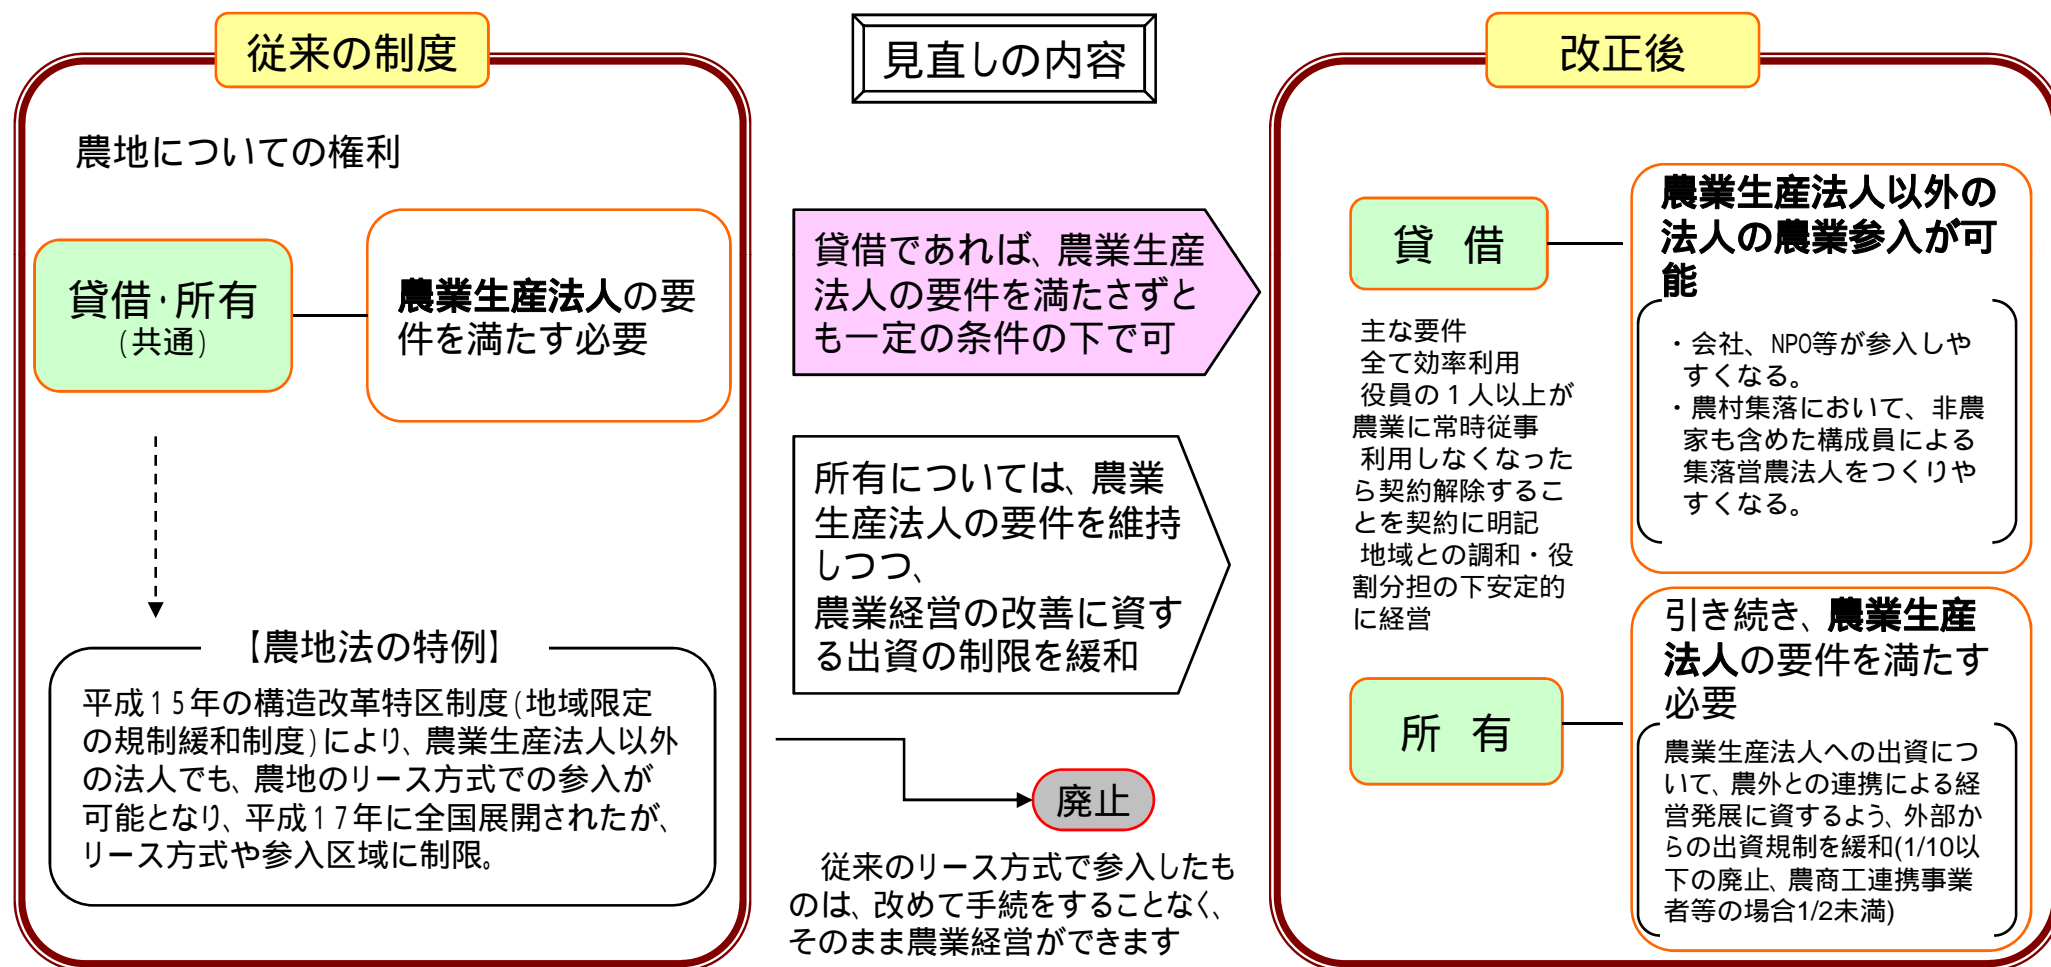 従来の制度
農地についての権利
貸借・所有
(共通)
農業生産法人の要
件を満たす必要
【農地法の特例】
平成15年の構造改革特区制度(地域限定
の規制緩和制度)により、農業生産法人以外
の法人でも、農地のリース方式での参入が
可能となり、平成17年に全国展開されたが、
リース方式や参入区域に制限。
見直しの内容
貸借であれば、農業生産
法人の要件を満たさずと
も一定の条件の下で可
所有については、農業
生産法人の要件を維持
しつつ、
農業経営の改善に資す
る出資の制限を緩和
廃止
従来のリース方式で参入したも
のは、改めて手続をすることなく、
そのまま農業経営ができます
改正後
貸 借
主な要件
全て効率利用
役員の1人以上が
農業に常時従事
利用しなくなった
ら契約解除するこ
とを契約に明記
地域との調和・役
割分担の下安定的
に経営
農業生産法人以外の
法人の農業参入が可
能
・会社、NPO等が参入しや
すくなる。
・農村集落において、非農
家も含めた構成員による
集落営農法人をつくりや
すくなる。
所 有
引き続き、農業生産
法人の要件を満たす
必要
農業生産法人への出資につ
いて、農外との連携による経
営発展に資するよう、外部か
らの出資規制を緩和(1/10以
下の廃止、農商工連携事業
者等の場合1/2未満)